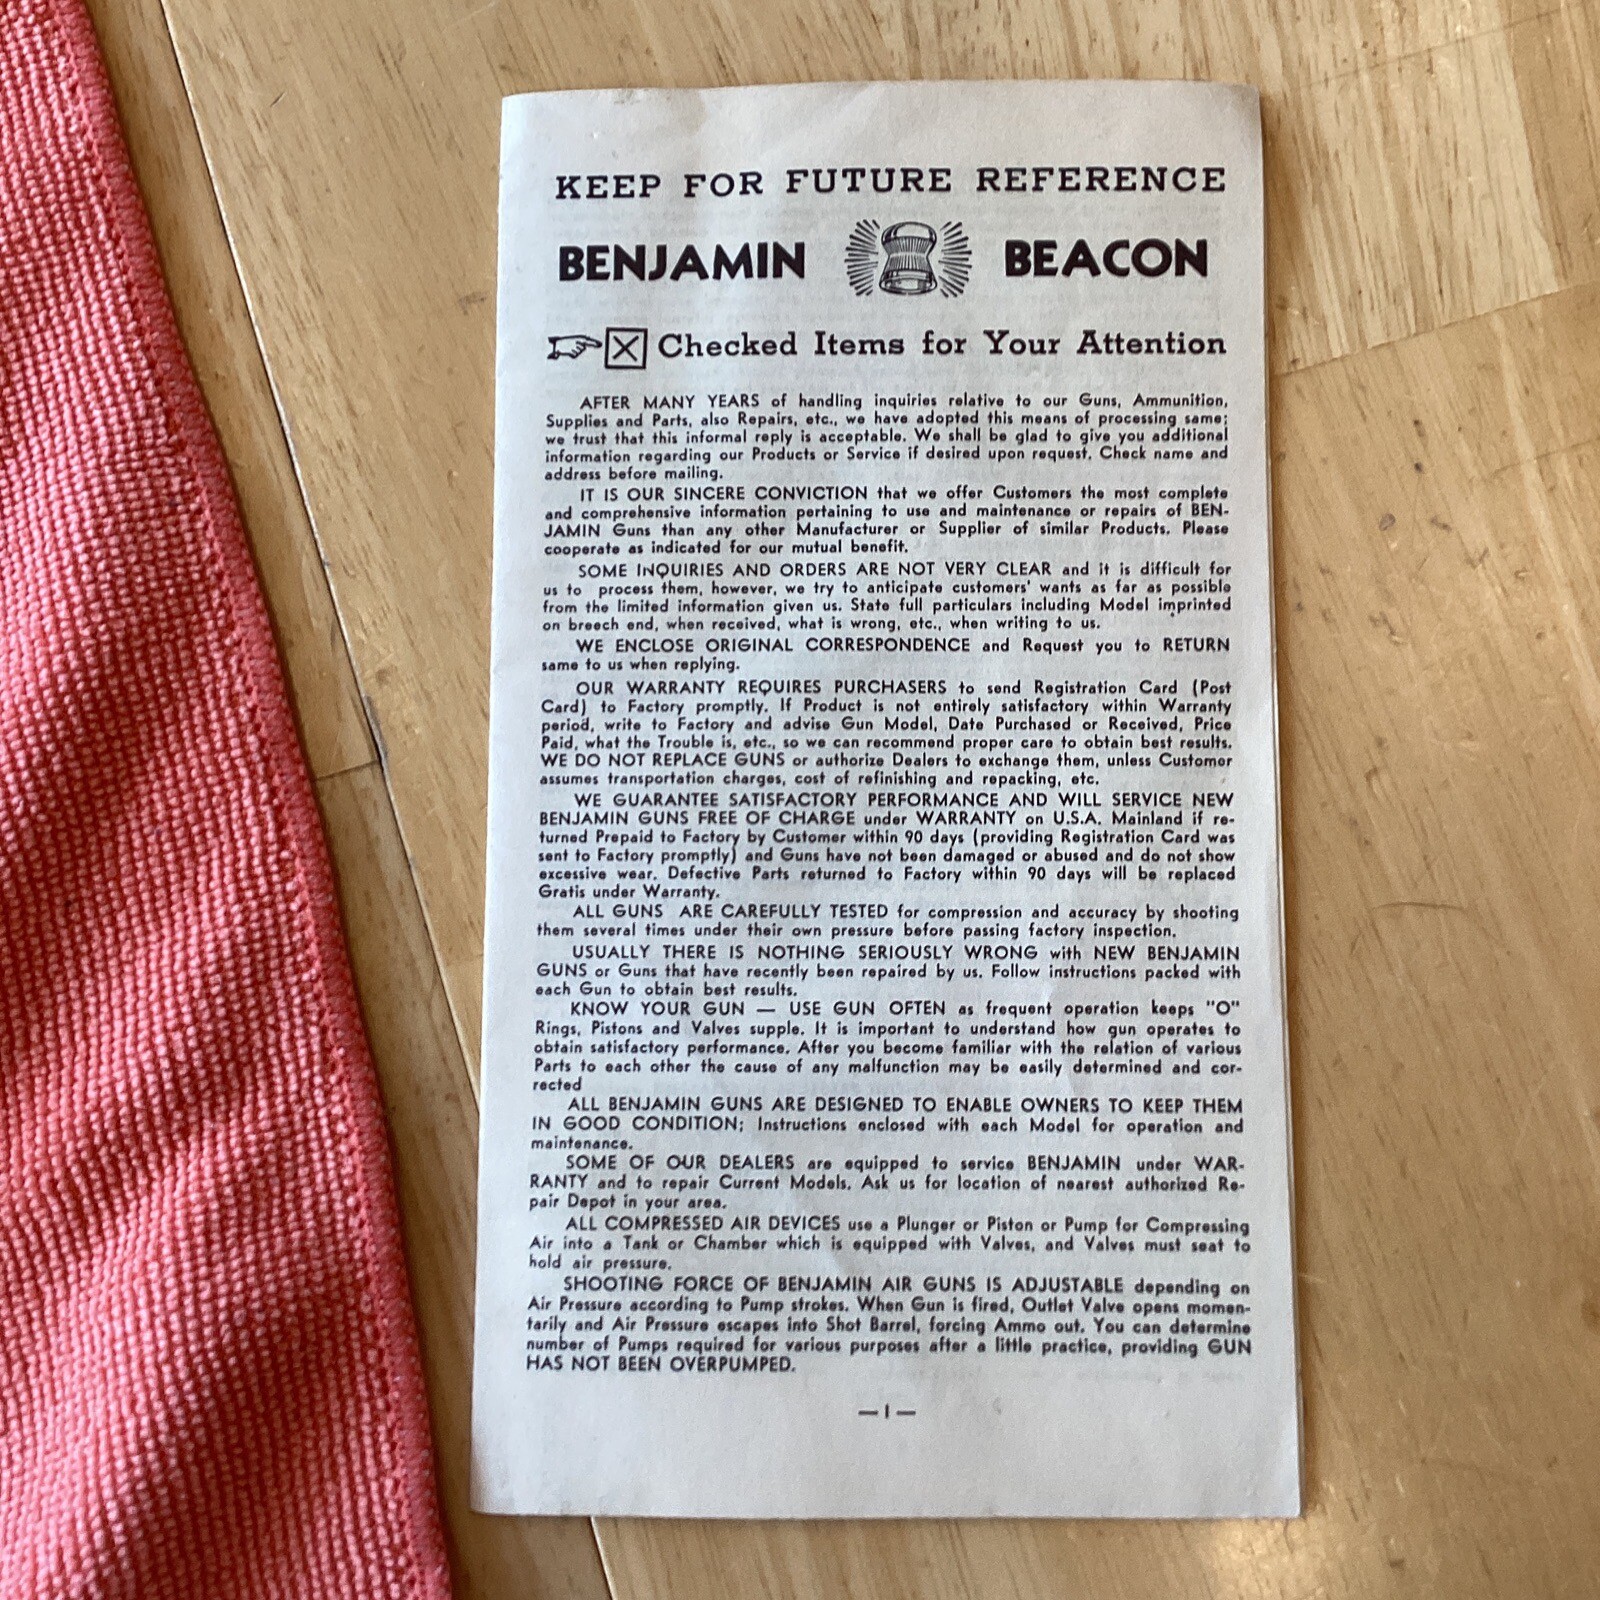 KEEP FOR FUTURE REFERENCE
BENJAMIN BEACON
Checked Items for Your Attention
AFTER MANY YEARS of handling inquiries relative to our Guns, Ammunition,
Supplies and Parts, also Repairs, etc., we have adopted this means of processing same;
we trust that this informal reply is acceptable. We shall be glad to give you additional
information regarding our Products or Service if desired upon request. Check name and
address before mailing.
IT IS OUR SINCERE CONVICTION that we offer Customers the most complete
and comprehensive information pertaining to use and maintenance or repairs of BEN-
JAMIN Guns than any other Manufacturer or Supplier of similar Products. Please
cooperate as indicated for our mutual benefit.
SOME INQUIRIES AND ORDERS ARE NOT VERY CLEAR and it is difficult for
us to process them, however, we try to anticipate customers' wants as far as possible
from the limited information given us. State full particulars including Model imprinted
on breech end, when received, what is wrong, etc., when writing to us.
WE ENCLOSE ORIGINAL CORRESPONDENCE and Request you to RETURN
same to us when replying.
OUR WARRANTY REQUIRES PURCHASERS to send Registration Card (Post
Card) to Factory promptly. If Product is not entirely satisfactory within Warranty
period, write to Factory and advise Gun Model, Date Purchased or Received, Price
Paid, what the Trouble is, etc., so we can recommend proper care to obtain best results.
WE DO NOT REPLACE GUNS or authorize Dealers to exchange them, unless Customer
assumes transportation charges, cost of refinishing and repacking, etc.
WE GUARANTEE SATISFACTORY PERFORMANCE AND WILL SERVICE NEW
BENJAMIN GUNS FREE OF CHARGE under WARRANTY on U.S.A. Mainland if re-
turned Prepaid to Factory by Customer within 90 days (providing Registration Card was
sent to Factory promptly) and Guns have not been damaged or abused and do not show
excessive wear. Defective Parts returned to Factory within 90 days will be replaced
Gratis under Warranty.
ALL GUNS ARE CAREFULLY TESTED for compression and accuracy by shooting
them several times under their own pressure before passing factory inspection.
USUALLY THERE IS NOTHING SERIOUSLY WRONG with NEW BENJAMIN
GUNS or Guns that have recently been repaired by us. Follow instructions packed with
each Gun to obtain best results.
KNOW YOUR GUN — USE GUN OFTEN as frequent operation keeps "O"
Rings, Pistons and Valves supple. It is important to understand how gun operates to
obtain satisfactory performance. After you become familiar with the relation of various
Parts to each other the cause of any malfunction may be easily determined and cor-
rected
ALL BENJAMIN GUNS ARE DESIGNED TO ENABLE OWNERS TO KEEP THEM
IN GOOD CONDITION; Instructions enclosed with each Model for operation and
maintenance.
SOME OF OUR DEALERS are equipped to service BENJAMIN under WAR-
RANTY and to repair Current Models. Ask us for location of nearest authorized Re-
pair Depot in your area.
ALL COMPRESSED AIR DEVICES use a Plunger or Piston or Pump for Compressing
Air into a Tank or Chamber which is equipped with Valves, and Valves must seat to
hold air pressure.
SHOOTING FORCE OF BENJAMIN AIR GUNS IS ADJUSTABLE depending on
Air Pressure according to Pump strokes. When Gun is fired, Outlet Valve opens momen-
tarily and Air Pressure escapes into Shot Barrel, forcing Ammo out. You can determine
number of Pumps required for various purposes after a little practice, providing GUN
HAS NOT BEEN OVERPUMPED.
—1—